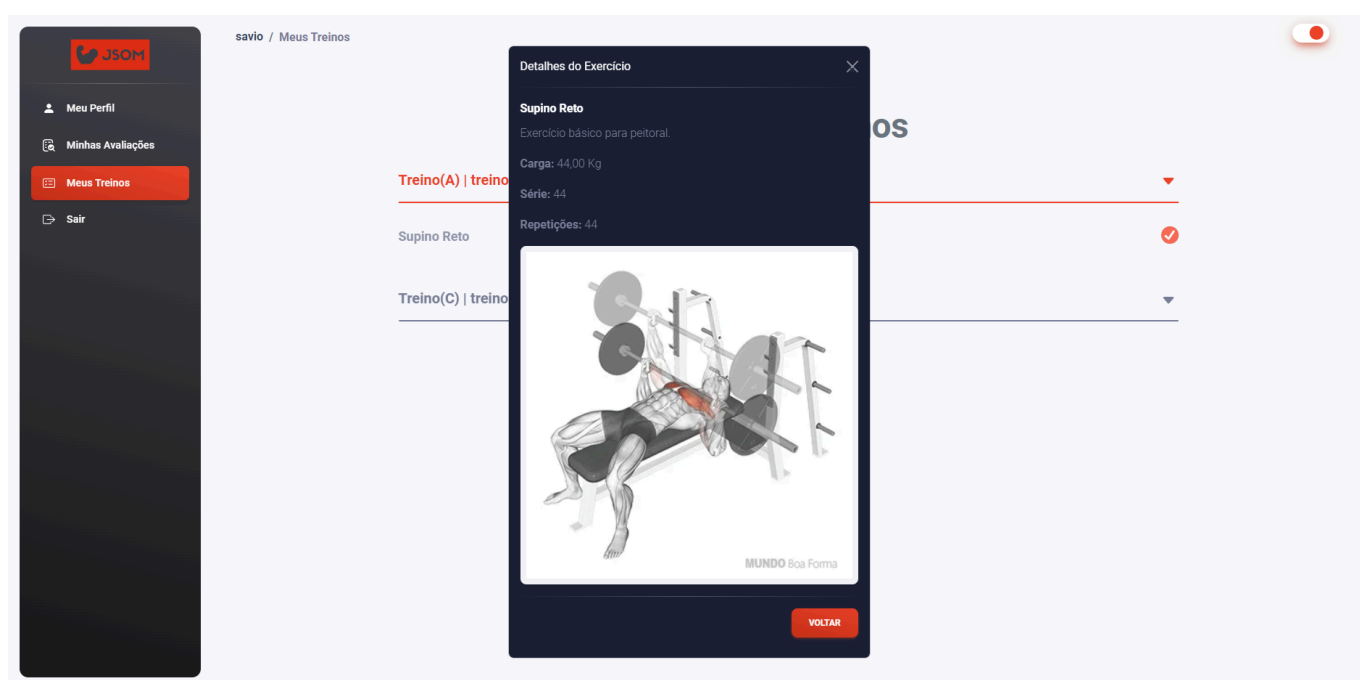 JSOM
savio / Meus Treinos
Meu Perfil
Minhas Avaliações
Meus Treinos
Sair
os
Treino(A) | treino
Supino Reto
Treino(C) | treino
Detalhes do Exercício
Supino Reto
Exercício básico para peitoral.
Carga: 44,00 Kg
Série: 44
Repetições: 44
MUNDO Boa Forma
VOLTAR